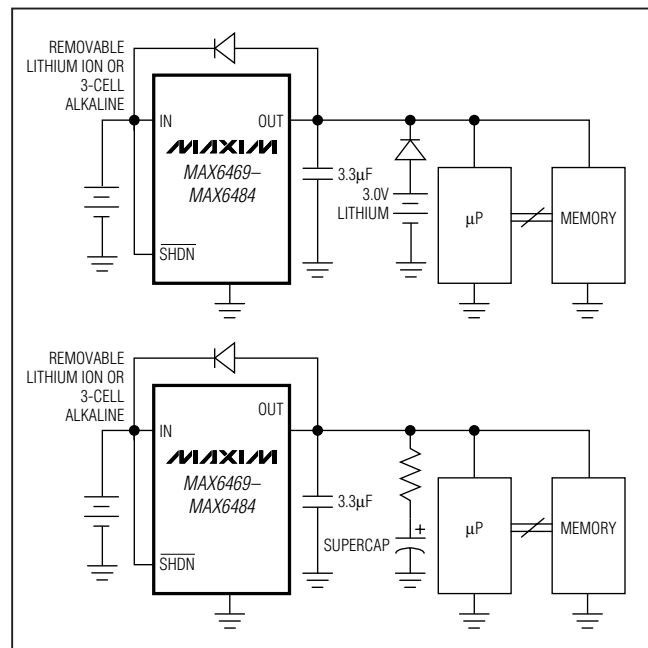 REMOVABLE
LITHIUM ION OR
3-CELL
ALKALINE
IN
OUT
MAXIM
MAX6469–
MAX6484
SHDN
3.3µF
3.0V
LITHIUM
µP
MEMORY
REMOVABLE
LITHIUM ION OR
3-CELL
ALKALINE
IN
OUT
MAXIM
MAX6469–
MAX6484
SHDN
3.3µF
+
SUPERCAP
µP
MEMORY